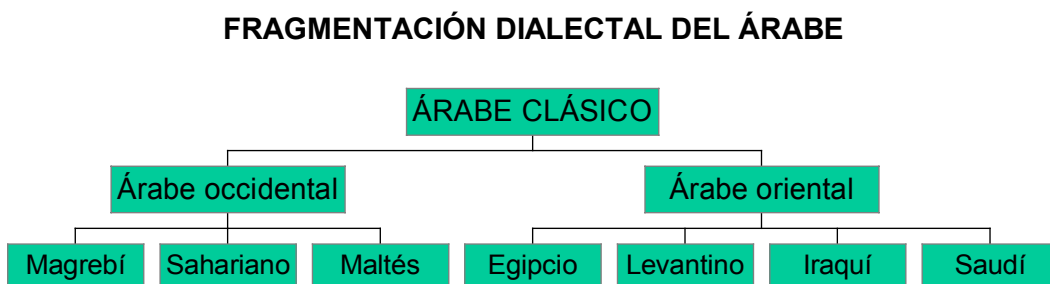 FRAGMENTACIÓN DIALECTAL DEL ÁRABE
ÁRABE CLÁSICO
Árabe occidental
Árabe oriental
Magrebí
Sahariano
Maltés
Egipcio
Levantino
Iraquí
Saudí